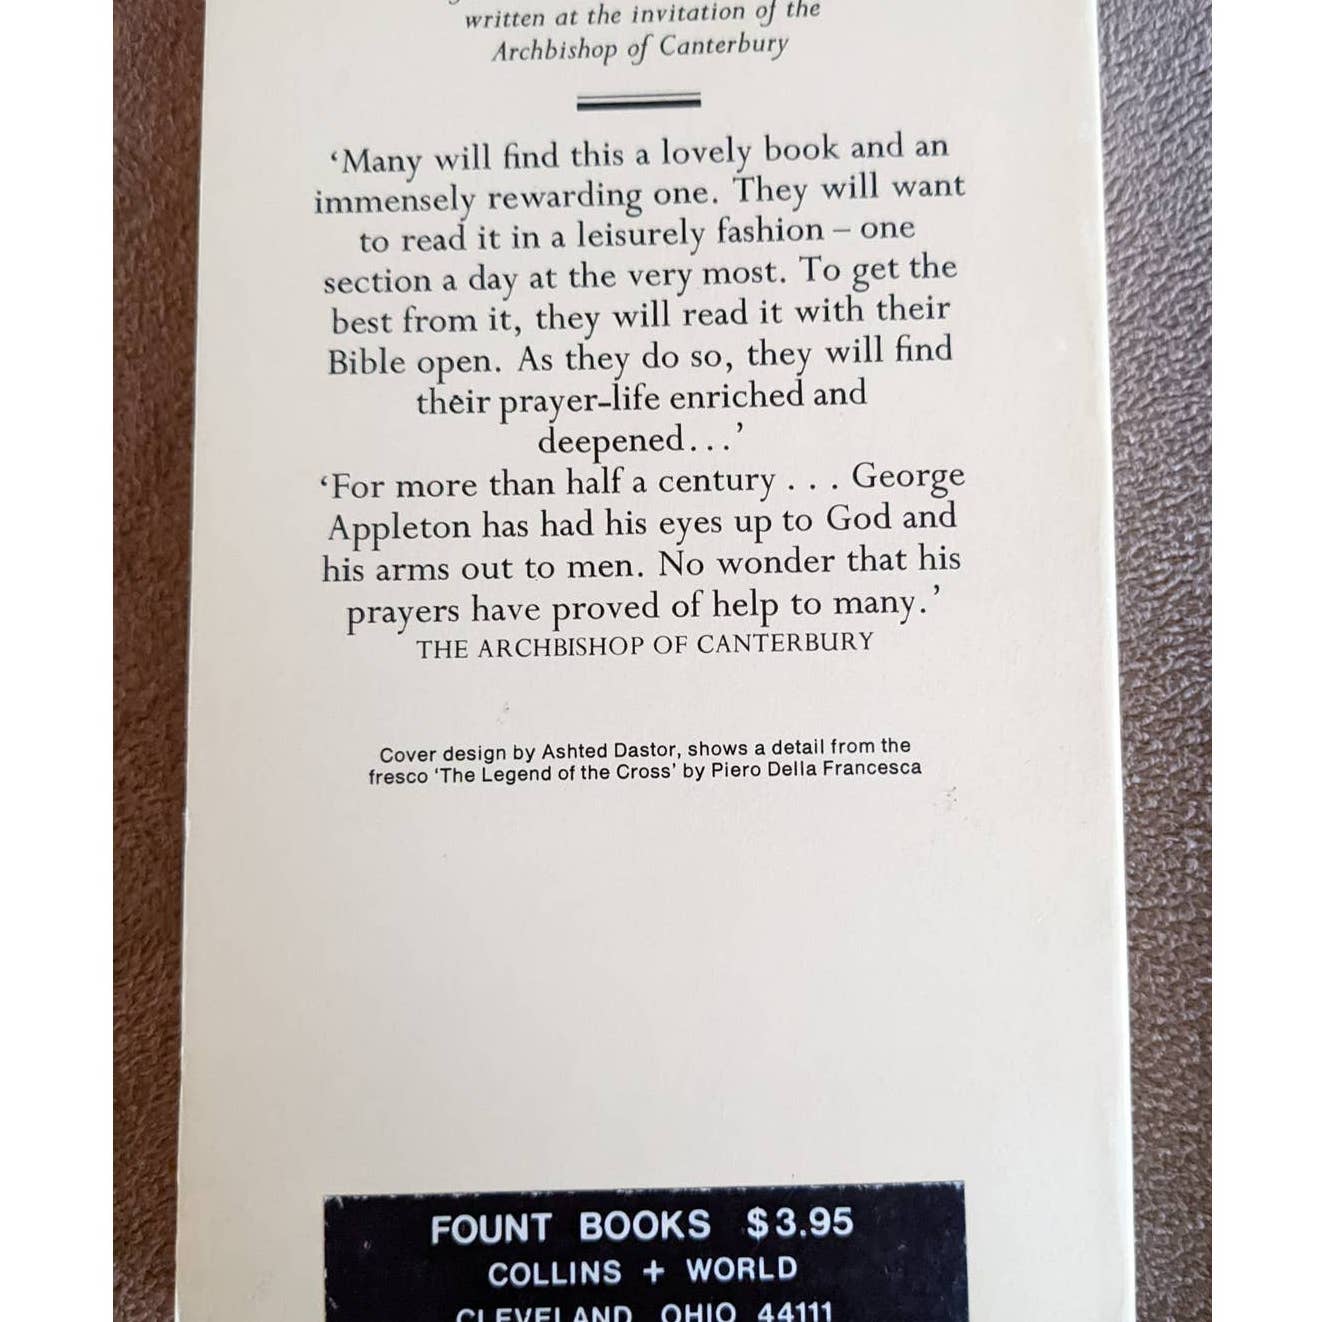 written at the invitation of the
Archbishop of Canterbury
‘Many will find this a lovely book and an
immensely rewarding one. They will want
to read it in a leisurely fashion – one
section a day at the very most. To get the
best from it, they will read it with their
Bible open. As they do so, they will find
their prayer-life enriched and
deepened...’
‘For more than half a century . . . George
Appleton has had his eyes up to God and
his arms out to men. No wonder that his
prayers have proved of help to many.’
THE ARCHBISHOP OF CANTERBURY
Cover design by Ashted Dastor, shows a detail from the
fresco ‘The Legend of the Cross’ by Piero Della Francesca
FOUNT BOOKS $3.95
COLLINS + WORLD
CLEVELAND, OHIO 44111